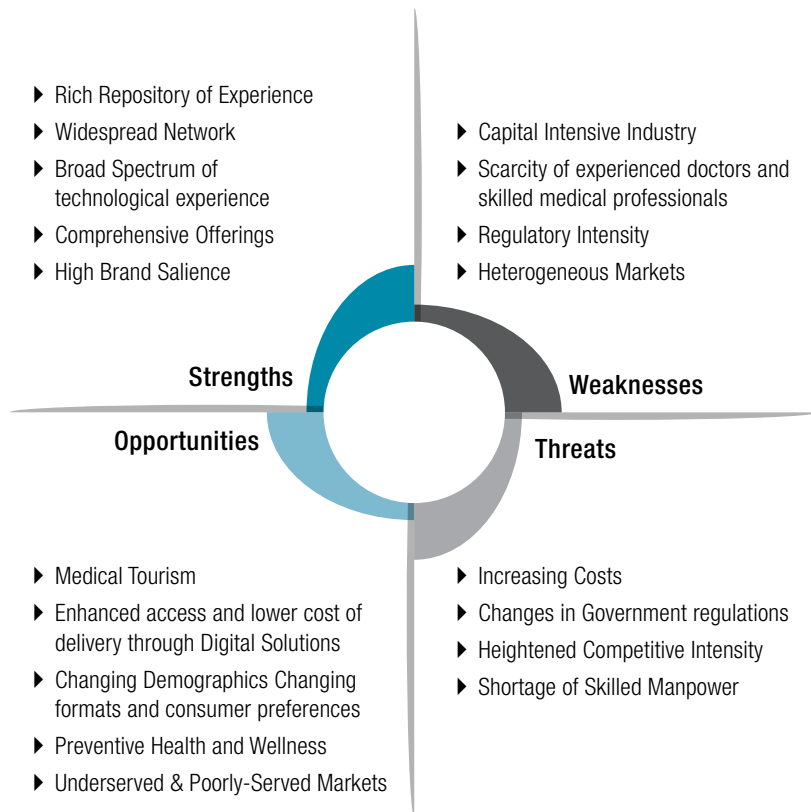 ▶ Rich Repository of Experience
▶ Widespread Network
▶ Broad Spectrum of
technological experience
▶ Comprehensive Offerings
▶ High Brand Salience
Strengths
▶ Capital Intensive Industry
▶ Scarcity of experienced doctors and
skilled medical professionals
▶ Regulatory Intensity
▶ Heterogeneous Markets
Weaknesses
Opportunities
▶ Medical Tourism
▶ Enhanced access and lower cost of
delivery through Digital Solutions
▶ Changing Demographics Changing
formats and consumer preferences
▶ Preventive Health and Wellness
▶ Underserved & Poorly-Served Markets
Threats
▶ Increasing Costs
▶ Changes in Government regulations
▶ Heightened Competitive Intensity
▶ Shortage of Skilled Manpower